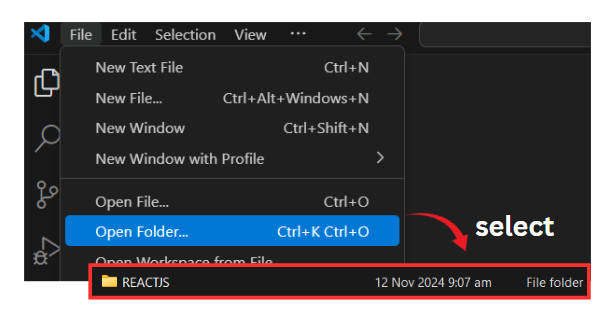 File Edit Selection View ···
New Text File Ctrl+N
New File... Ctrl+Alt+Windows+N
New Window Ctrl+Shift+N
New Window with Profile
Open File... Ctrl+O
Open Folder... Ctrl+K Ctrl+O
select
Open Workspace from File
REACTJS 12 Nov 2024 9:07 am File folder